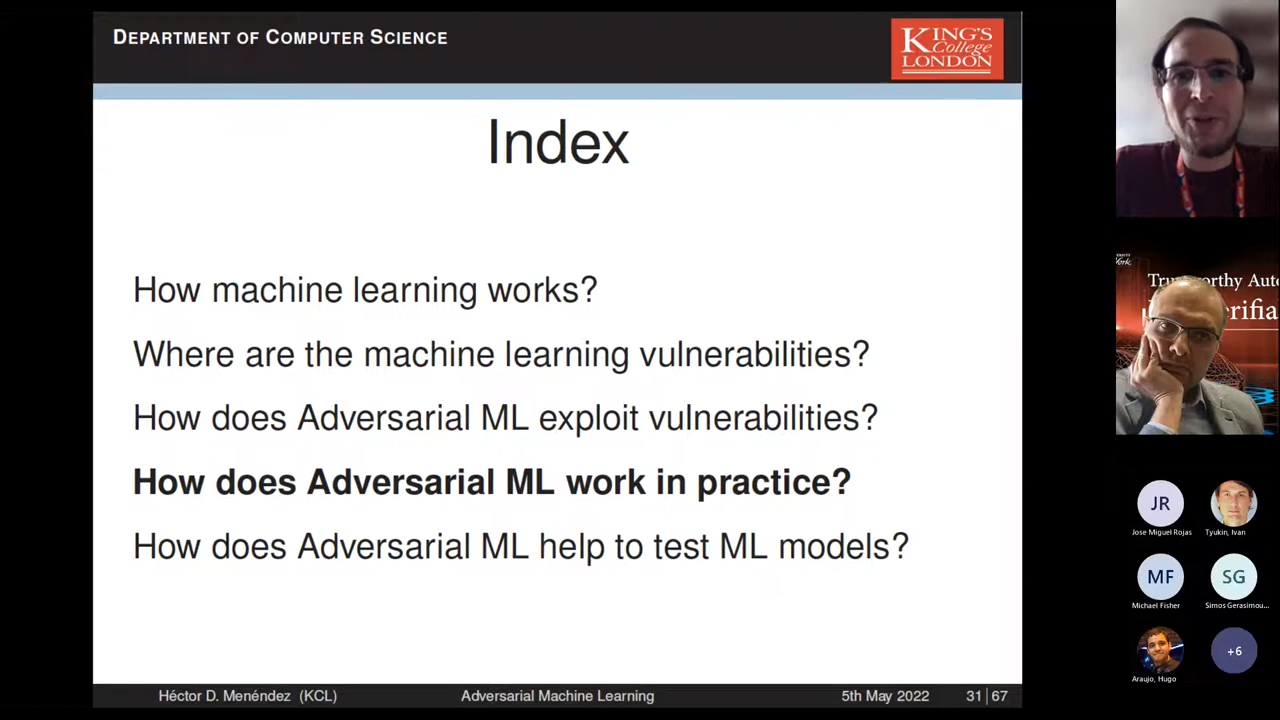 DEPARTMENT OF COMPUTER SCIENCE
KING'S
College
LONDON
Index
How machine learning works?
Where are the machine learning vulnerabilities?
How does Adversarial ML exploit vulnerabilities?
How does Adversarial ML work in practice?
How does Adversarial ML help to test ML models?
Héctor D. Menéndez (KCL)
Adversarial Machine Learning
5th May 2022
31|67
JR
Jose Miguel Rojas
Tyukin, Ivan
MF
Michael Fisher
SG
Simos Gerasimou...
Araujo, Hugo
+6